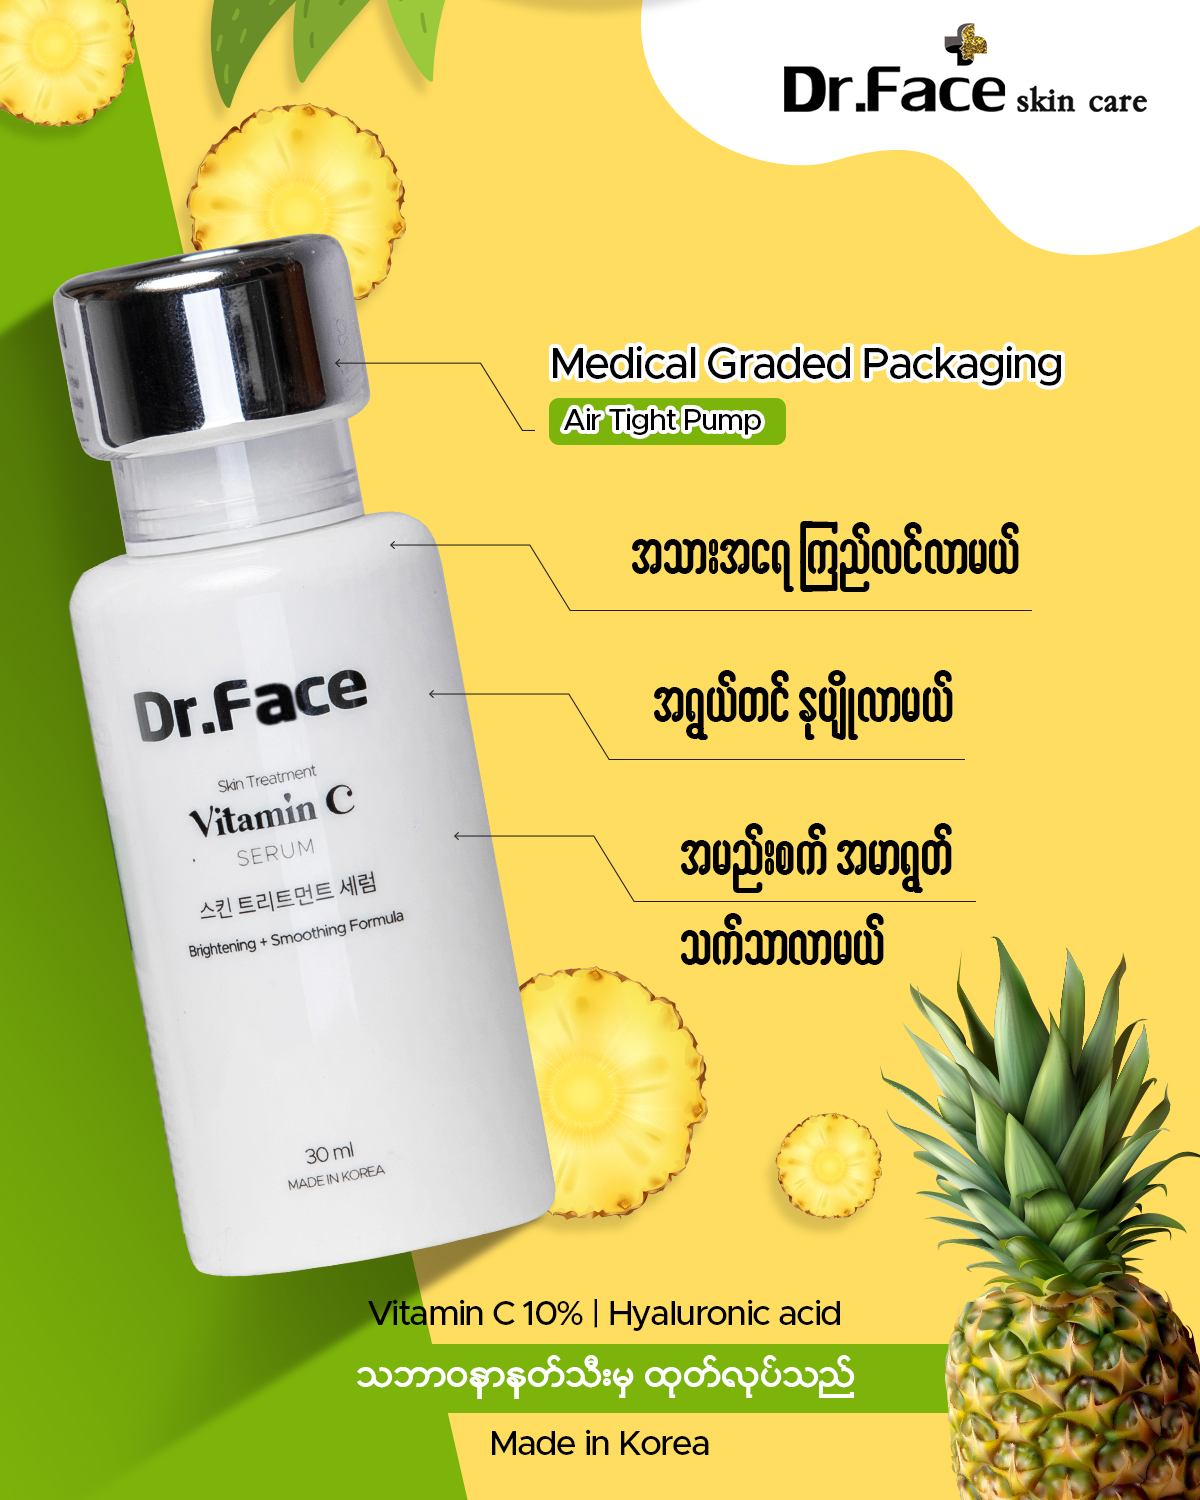 Dr.Face skin care
Medical Graded Packaging
Air Tight Pump
အသားအရေ ကြည်လင်လာမယ်
အရွယ်တင် နုပျိုလာမယ်
အမည်းစက် အမာရွတ်
သက်သာလာမယ်
Dr.Face
Skin Treatment
Vitamin C
SERUM
스킨 트리트먼트 세럼
Brightening + Smoothing Formula
30 ml
MADE IN KOREA
Vitamin C 10% | Hyaluronic acid
သဘာဝနာနတ်သီးမှ ထုတ်လုပ်သည်
Made in Korea